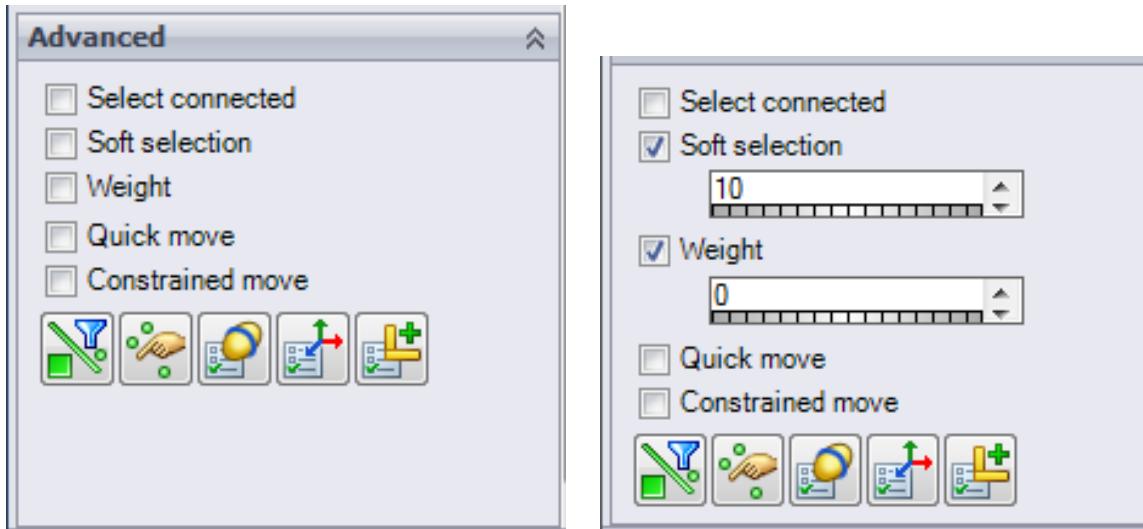 Advanced
Select connected
Soft selection
Weight
Quick move
Constrained move
Select connected
Soft selection
10
Weight
0
Quick move
Constrained move